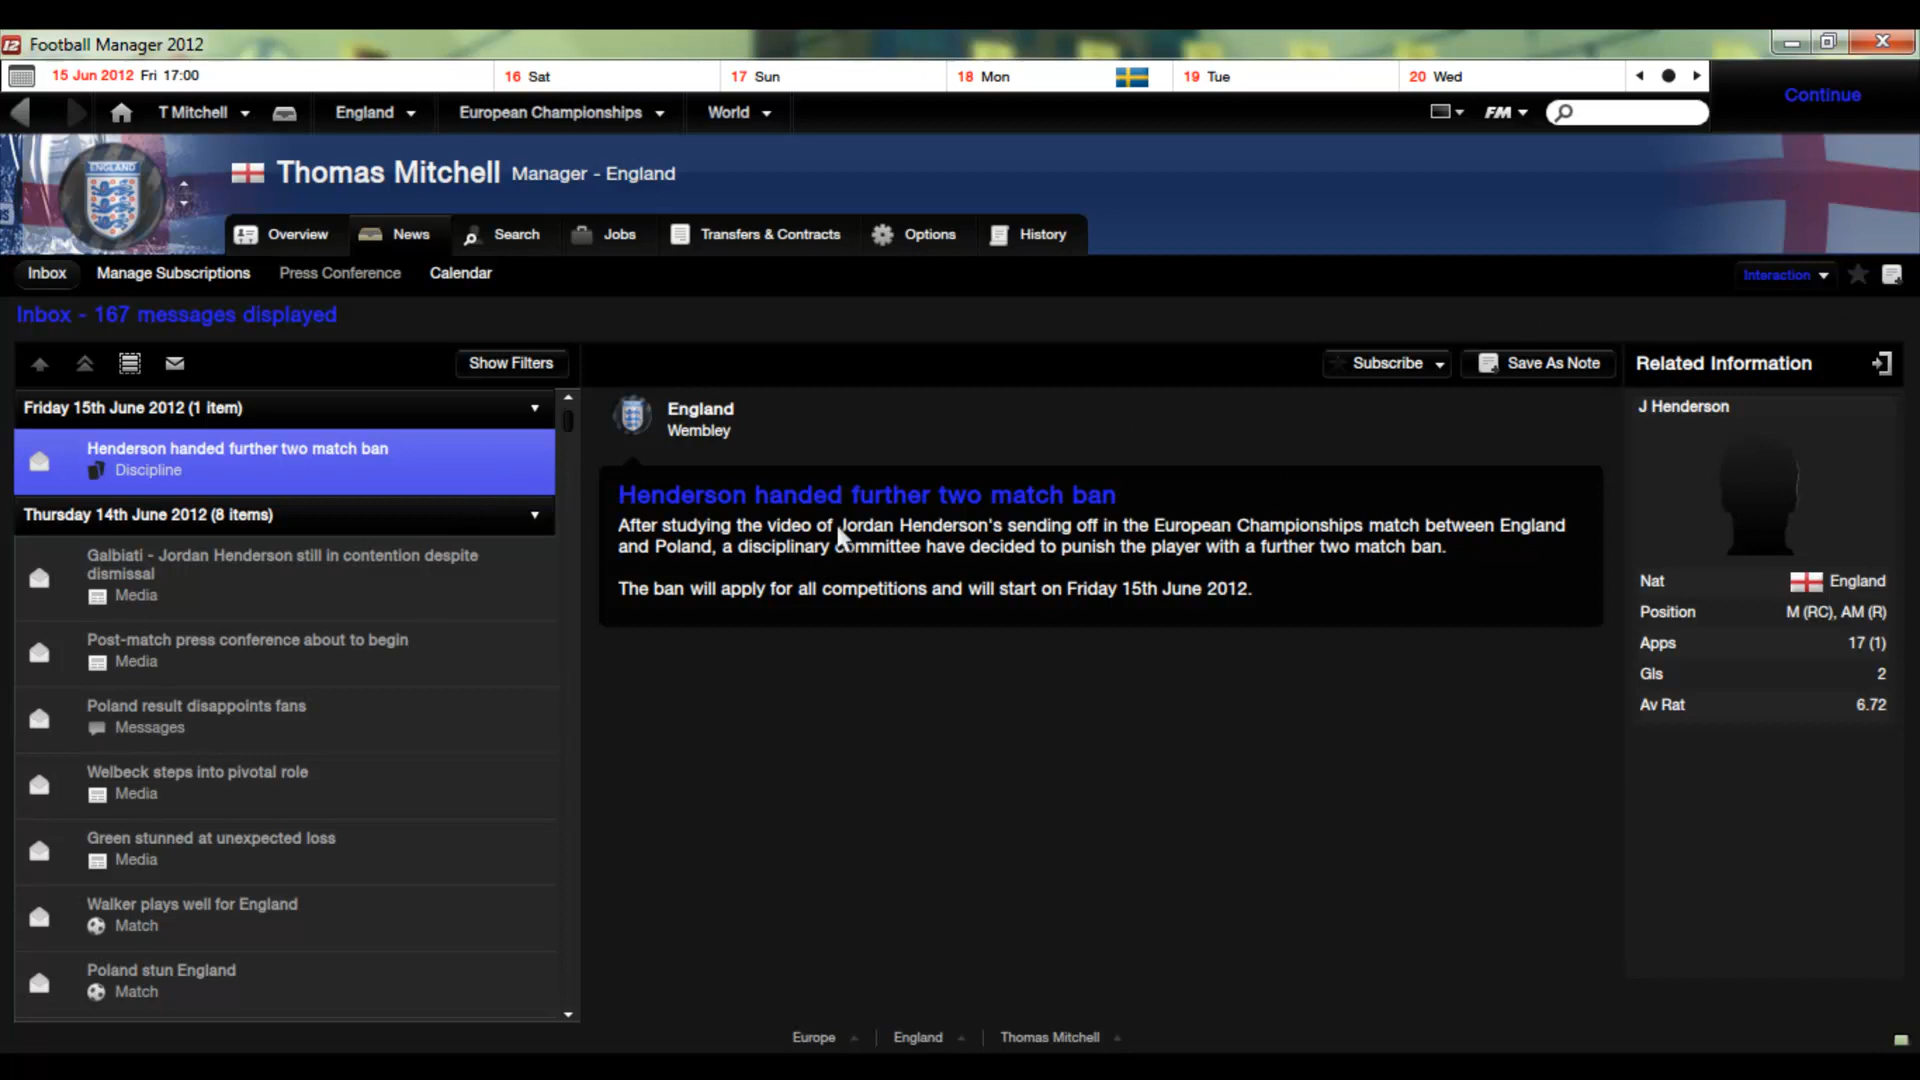 12 Football Manager 2012
15 Jun 2012 Fri 17:00
16 Sat
17 Sun
18 Mon
19 Tue
20 Wed
Continue
T Mitchell
England
European Championships
World
FM
ENGLAND
Thomas Mitchell Manager - England
Overview
News
Search
Jobs
Transfers & Contracts
Options
History
Inbox
Manage Subscriptions
Press Conference
Calendar
Interaction
Inbox - 167 messages displayed
Show Filters
Subscribe
Save As Note
Related Information
Friday 15th June 2012 (1 item)
Henderson handed further two match ban
Discipline
Thursday 14th June 2012 (8 items)
Galbiati - Jordan Henderson still in contention despite
dismissal
Media
Post-match press conference about to begin
Media
Poland result disappoints fans
Messages
Welbeck steps into pivotal role
Media
Green stunned at unexpected loss
Media
Walker plays well for England
Match
Poland stun England
Match
England
Wembley
Henderson handed further two match ban
After studying the video of Jordan Henderson's sending off in the European Championships match between England
and Poland, a disciplinary committee have decided to punish the player with a further two match ban.
The ban will apply for all competitions and will start on Friday 15th June 2012.
J Henderson
Nat England
Position M (RC), AM (R)
Apps 17 (1)
Gls 2
Av Rat 6.72
Europe
England
Thomas Mitchell